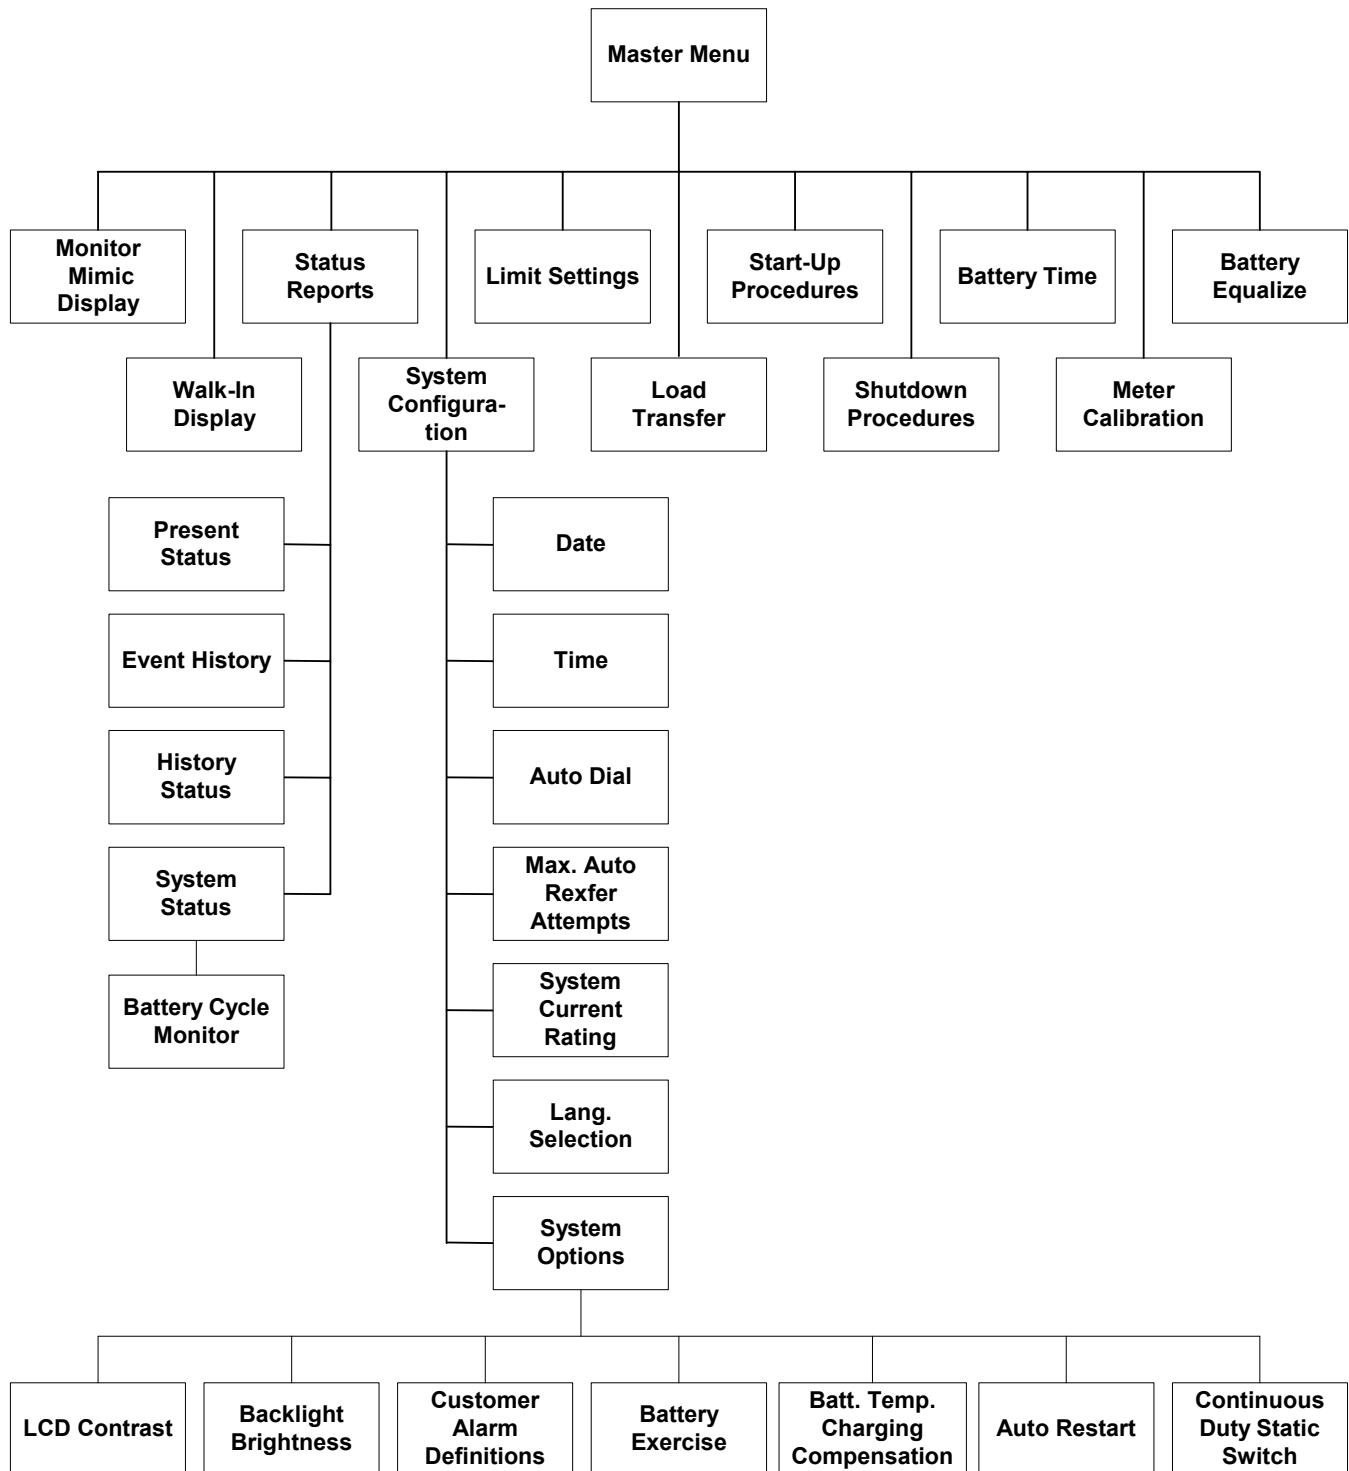 Master Menu
Monitor
Mimic
Display
Status
Reports
Limit Settings
Start-Up
Procedures
Battery Time
Battery
Equalize
Walk-In
Display
System
Configura-
tion
Load
Transfer
Shutdown
Procedures
Meter
Calibration
Present
Status
Date
Event History
Time
History
Status
Auto Dial
System
Status
Max. Auto
Rexfer
Attempts
Battery Cycle
Monitor
System
Current
Rating
Lang.
Selection
System
Options
LCD Contrast
Backlight
Brightness
Customer
Alarm
Definitions
Battery
Exercise
Batt. Temp.
Charging
Compensation
Auto Restart
Continuous
Duty Static
Switch